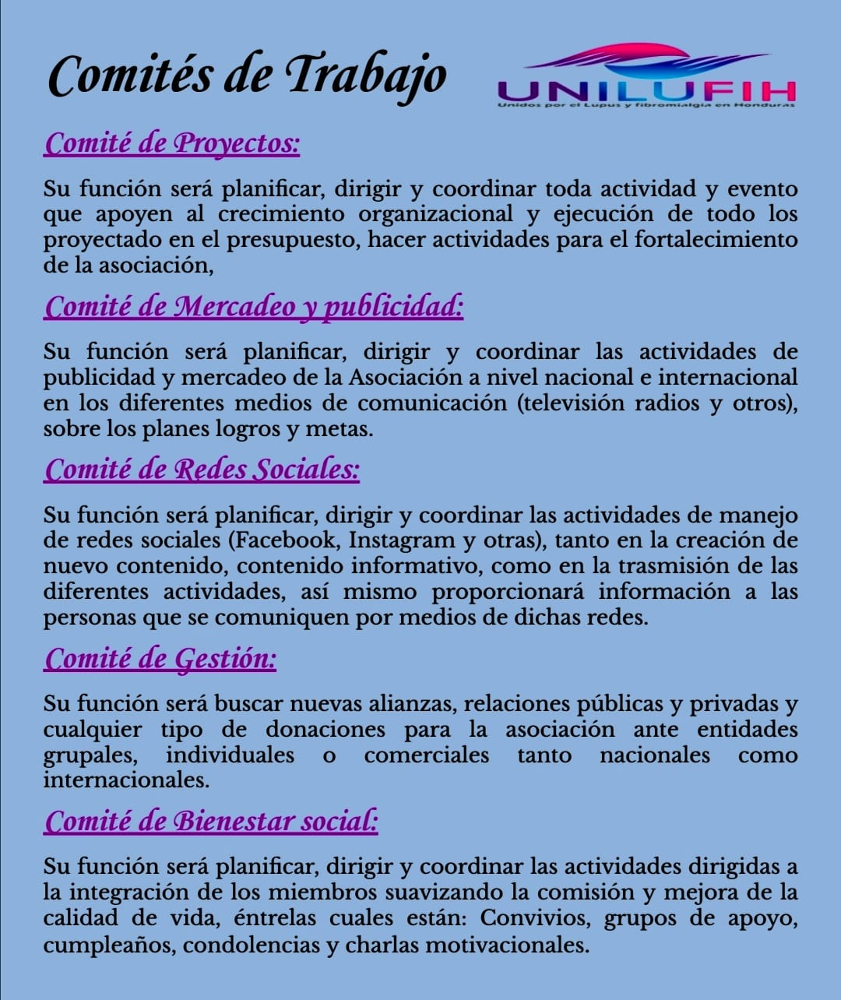 Comités de Trabajo
UNILUFIH
Unidos por el Lupus y fibromialgia en Honduras
Comité de Proyectos:
Su función será planificar, dirigir y coordinar toda actividad y evento
que apoyen al crecimiento organizacional y ejecución de todo los
proyectado en el presupuesto, hacer actividades para el fortalecimiento
de la asociación,
Comité de Mercadeo y publicidad:
Su función será planificar, dirigir y coordinar las actividades de
publicidad y mercadeo de la Asociación a nivel nacional e internacional
en los diferentes medios de comunicación (televisión radios y otros),
sobre los planes logros y metas.
Comité de Redes Sociales:
Su función será planificar, dirigir y coordinar las actividades de manejo
de redes sociales (Facebook, Instagram y otras), tanto en la creación de
nuevo contenido, contenido informativo, como en la trasmisión de las
diferentes actividades, así mismo proporcionará información a las
personas que se comuniquen por medios de dichas redes.
Comité de Gestión:
Su función será buscar nuevas alianzas, relaciones públicas y privadas y
cualquier tipo de donaciones para la asociación ante entidades
grupales, individuales o comerciales tanto nacionales como
internacionales.
Comité de Bienestar social:
Su función será planificar, dirigir y coordinar las actividades dirigidas a
la integración de los miembros suavizando la comisión y mejora de la
calidad de vida, éntrelas cuales están: Convivios, grupos de apoyo,
cumpleaños, condolencias y charlas motivacionales.